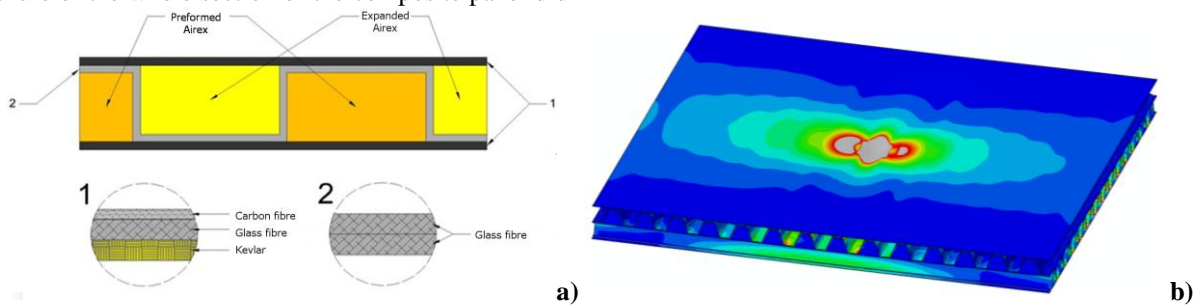 Preformed
Airex
Expanded
Airex
2
1
1
2
Carbon fibre
Glass fibre
Kevlar
Glass fibre
a)
b)